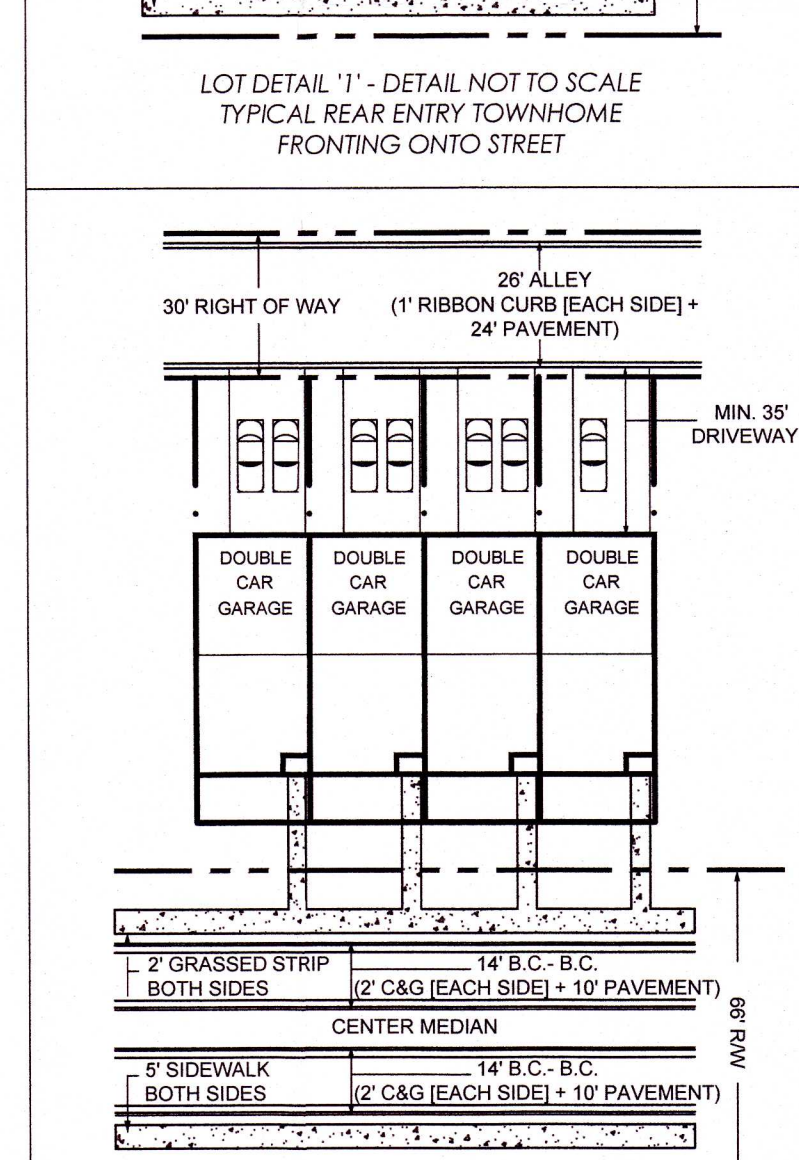 LOT DETAIL '1' - DETAIL NOT TO SCALE
TYPICAL REAR ENTRY TOWNHOME
FRONTING ONTO STREET
30' RIGHT OF WAY
26' ALLEY
(1' RIBBON CURB [EACH SIDE] +
24' PAVEMENT)
MIN. 35'
DRIVEWAY
DOUBLE
CAR
GARAGE
DOUBLE
CAR
GARAGE
DOUBLE
CAR
GARAGE
DOUBLE
CAR
GARAGE
2' GRASSED STRIP
BOTH SIDES
14' B.C.- B.C.
(2' C&G [EACH SIDE] + 10' PAVEMENT)
CENTER MEDIAN
66' R/W
5' SIDEWALK
BOTH SIDES
14' B.C.- B.C.
(2' C&G [EACH SIDE] + 10' PAVEMENT)